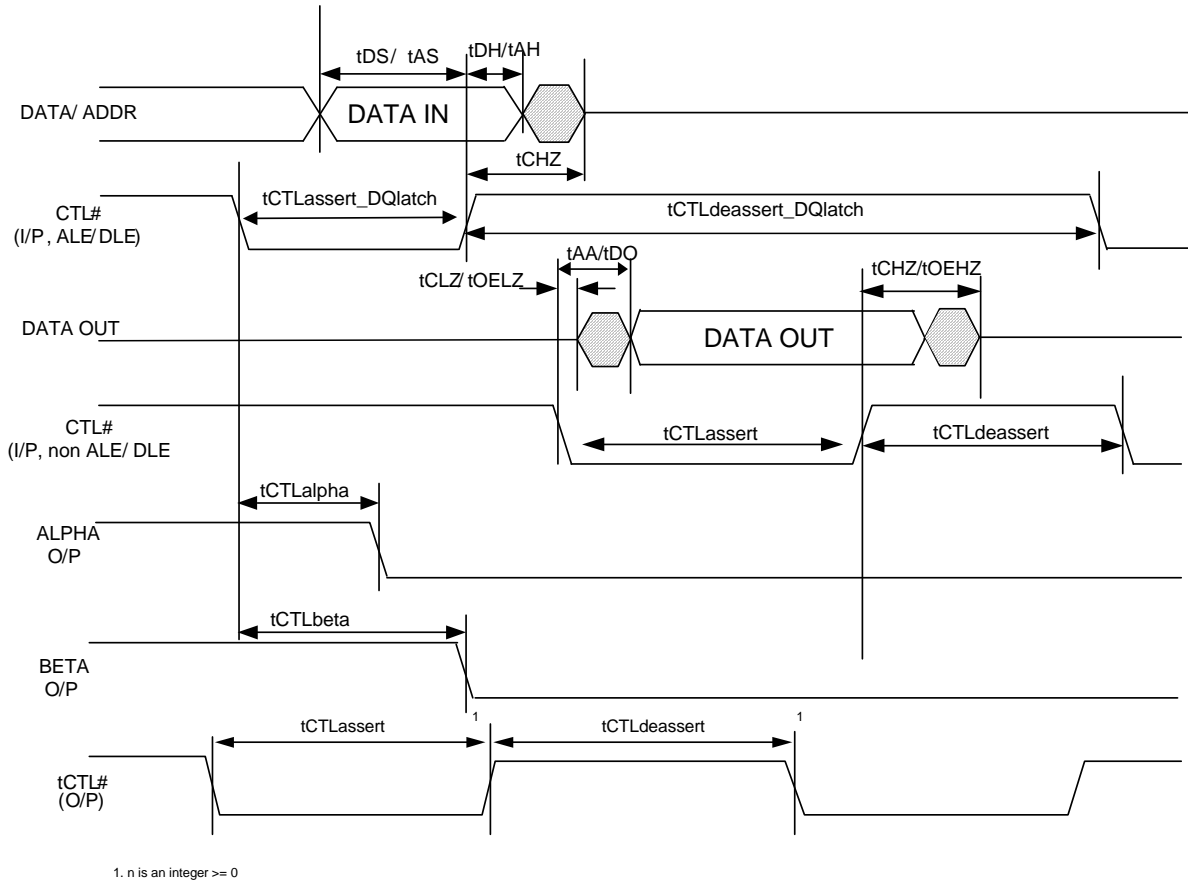 tDS/ tAS
tDH/tAH
DATA/ ADDR
DATA IN
tCHZ
tCTLassert_DQlatch
tCTLdeassert_DQlatch
CTL#
(I/P, ALE/DLE)
tAA/tDO
tCLZ/ tOELZ
tCHZ/tOEHZ
DATA OUT
DATA OUT
CTL#
(I/P, non ALE/ DLE
tCTLassert
tCTLdeassert
tCTLalpha
ALPHA
O/P
tCTLbeta
BETA
O/P
tCTLassert 1
tCTLdeassert 1
tCTL#
(O/P)
1. n is an integer >= 0